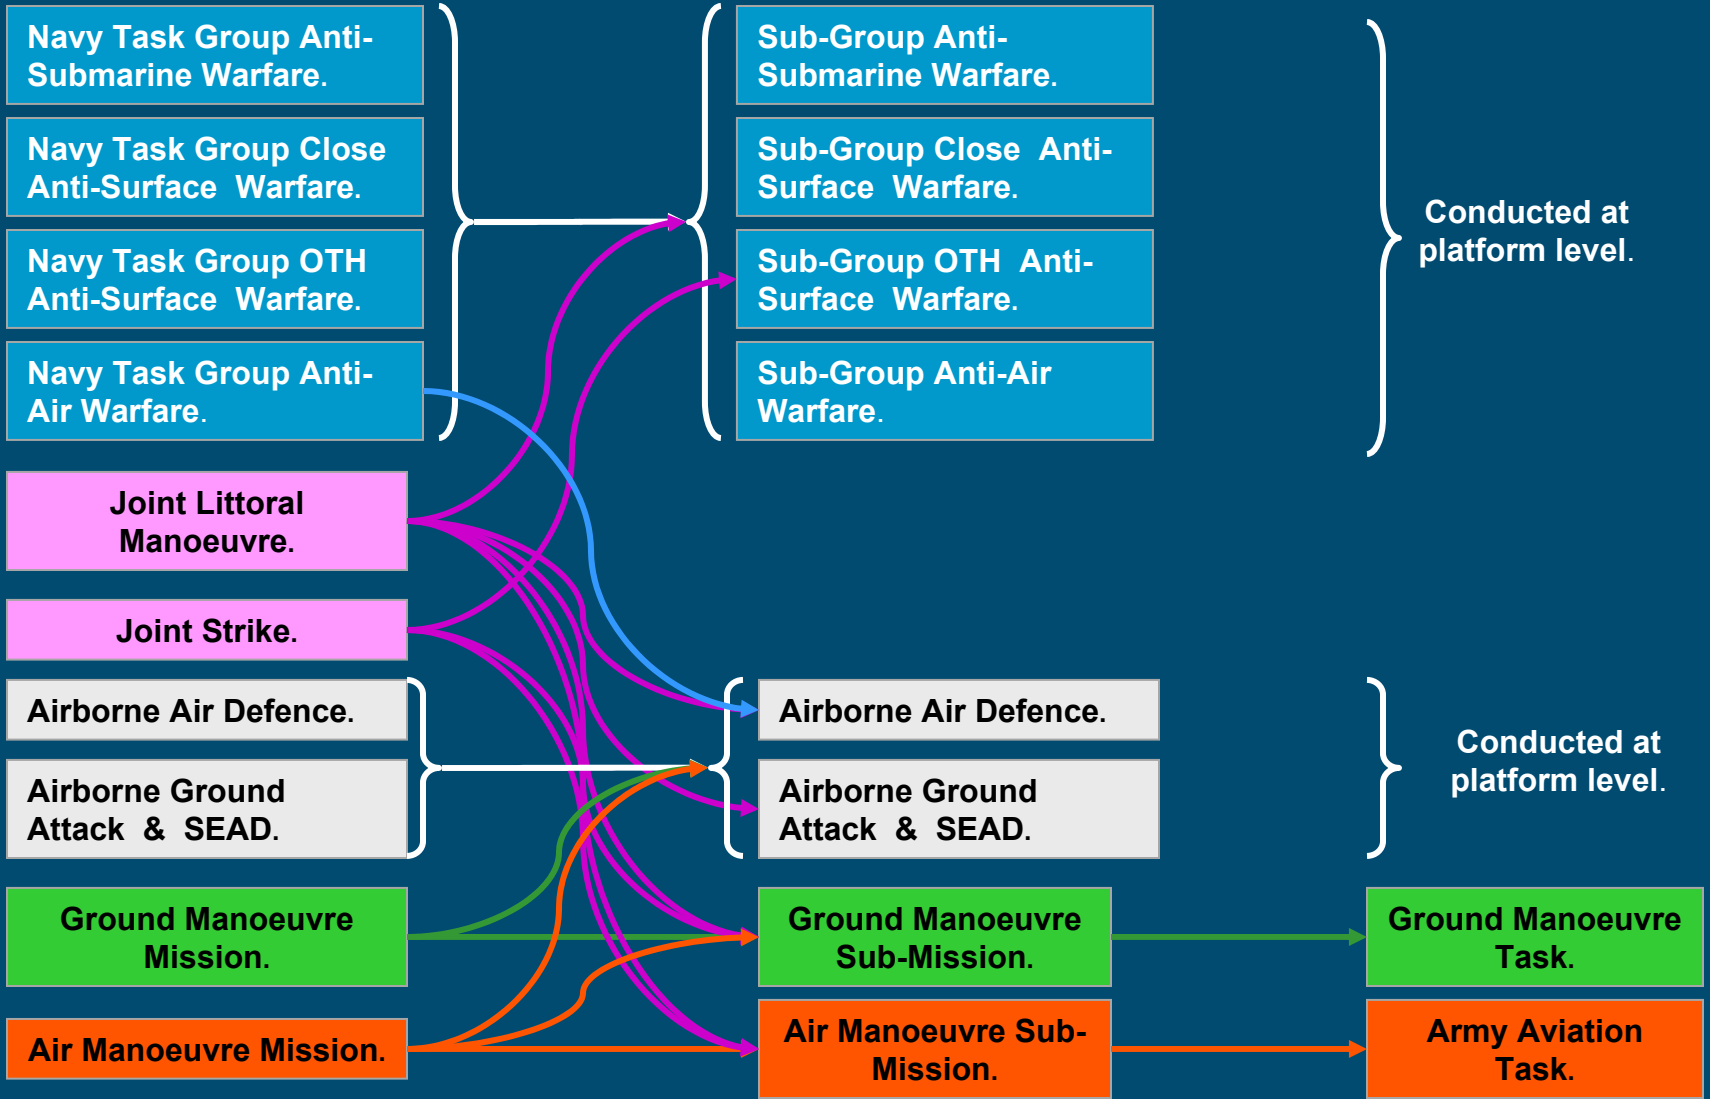 Navy Task Group Anti-
Submarine Warfare.
Navy Task Group Close
Anti-Surface  Warfare.
Navy Task Group OTH
Anti-Surface  Warfare.
Navy Task Group Anti-
Air Warfare.
Joint Littoral
Manoeuvre.
Joint Strike.
Airborne Air Defence.
Airborne Ground
Attack  &  SEAD.
Ground Manoeuvre
Mission.
Air Manoeuvre Mission.
Sub-Group Anti-
Submarine Warfare.
Sub-Group Close  Anti-
Surface  Warfare.
Sub-Group OTH  Anti-
Surface  Warfare.
Sub-Group Anti-Air
Warfare.
Airborne Air Defence.
Airborne Ground
Attack  &  SEAD.
Ground Manoeuvre
Sub-Mission.
Air Manoeuvre Sub-
Mission.
Conducted at
platform level.
Conducted at
platform level.
Ground Manoeuvre
Task.
Army Aviation
Task.